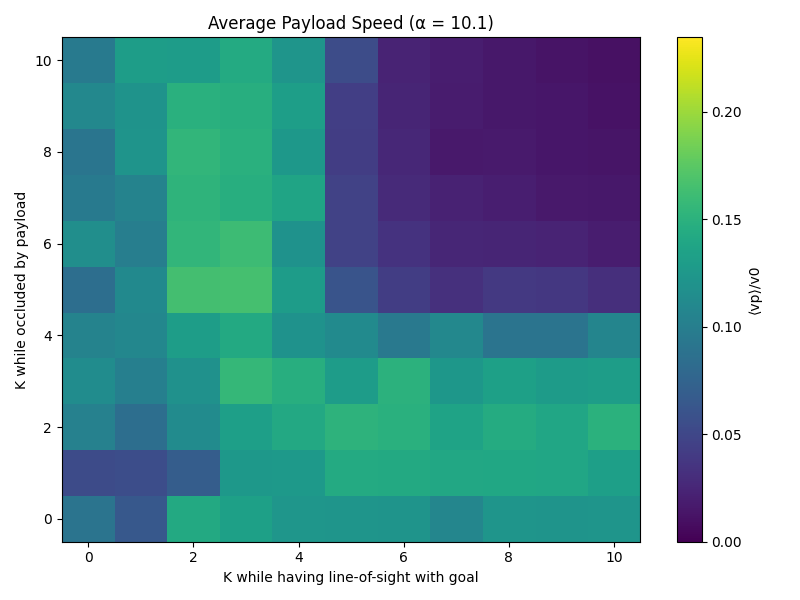 Average Payload Speed (α = 10.1)
10
8
6
4
2
0
K while occluded by payload
0 2 4 6 8 10
K while having line-of-sight with goal
0.20
0.15
0.10
0.05
0.00
⟨vp⟩/v0